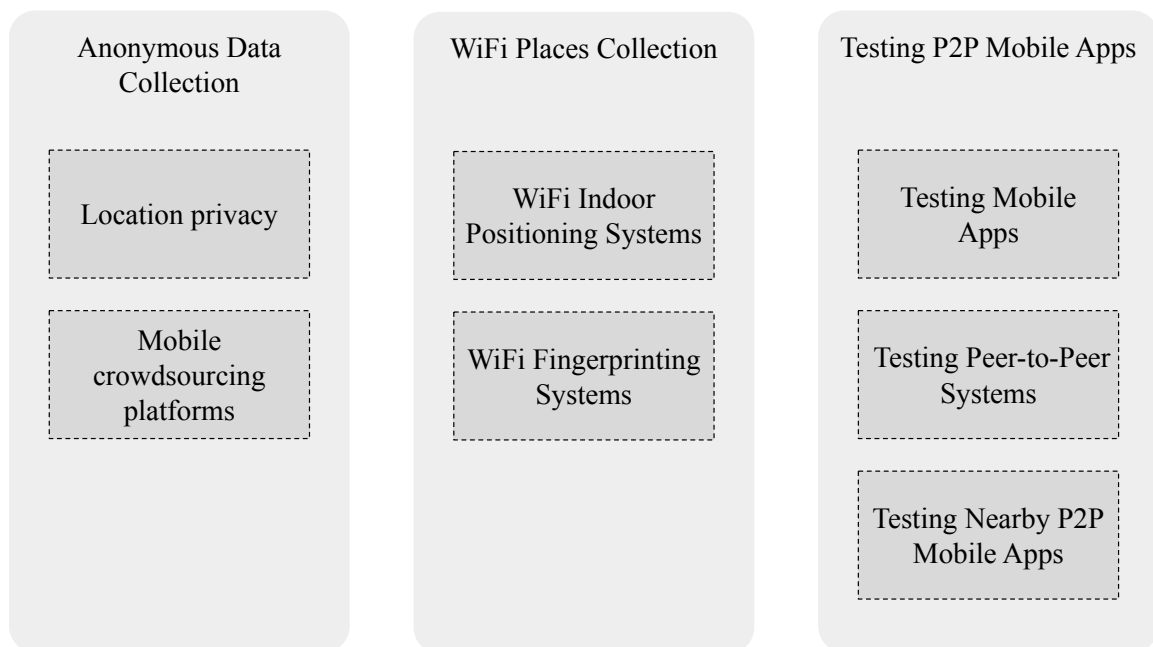 Anonymous Data
Collection
Location privacy
Mobile
crowdsourcing
platforms
WiFi Places Collection
WiFi Indoor
Positioning Systems
WiFi Fingerprinting
Systems
Testing P2P Mobile Apps
Testing Mobile
Apps
Testing Peer-to-Peer
Systems
Testing Nearby P2P
Mobile Apps